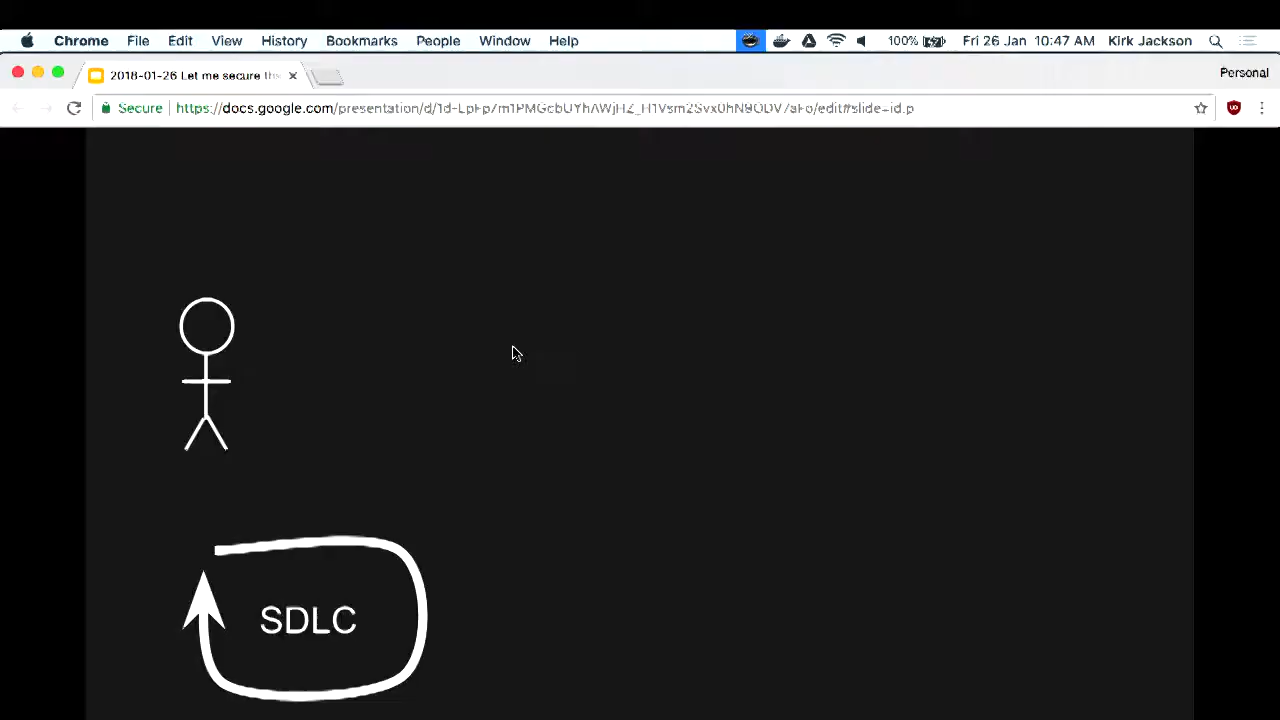 Chrome File Edit View History Bookmarks People Window Help 100% Fri 26 Jan 10:47 AM Kirk Jackson
2018-01-26 Let me secure th
Personal
Secure https://docs.google.com/presentation/d/
SDLC